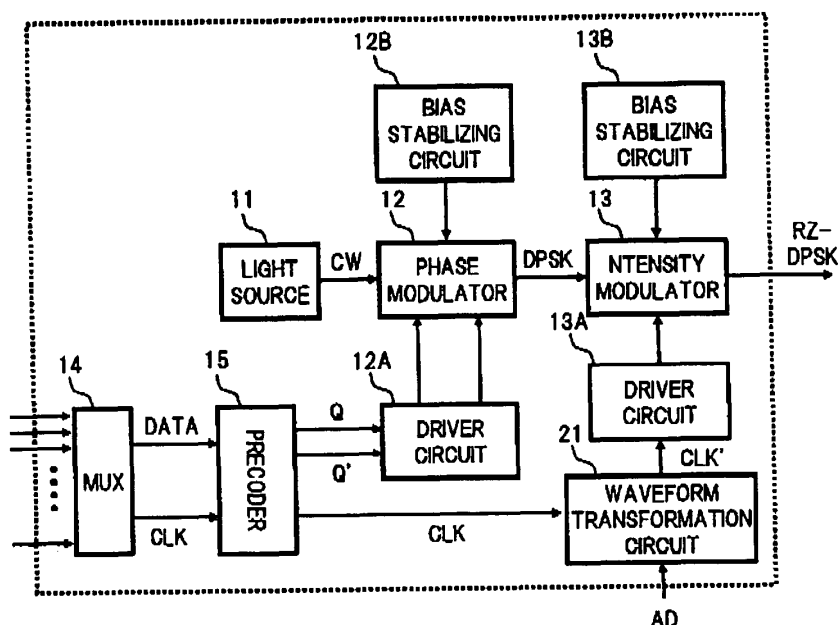 12B
BIAS
STABILIZING
CIRCUIT
13B
BIAS
STABILIZING
CIRCUIT
11
LIGHT
SOURCE
CW
12
PHASE
MODULATOR
DPSK
13
NTENSITY
MODULATOR
RZ-
DPSK
14
MUX
DATA
CLK
15
PRECODER
Q
Q'
12A
DRIVER
CIRCUIT
13A
DRIVER
CIRCUIT
CLK'
CLK
21
WAVEFORM
TRANSFORMATION
CIRCUIT
AD